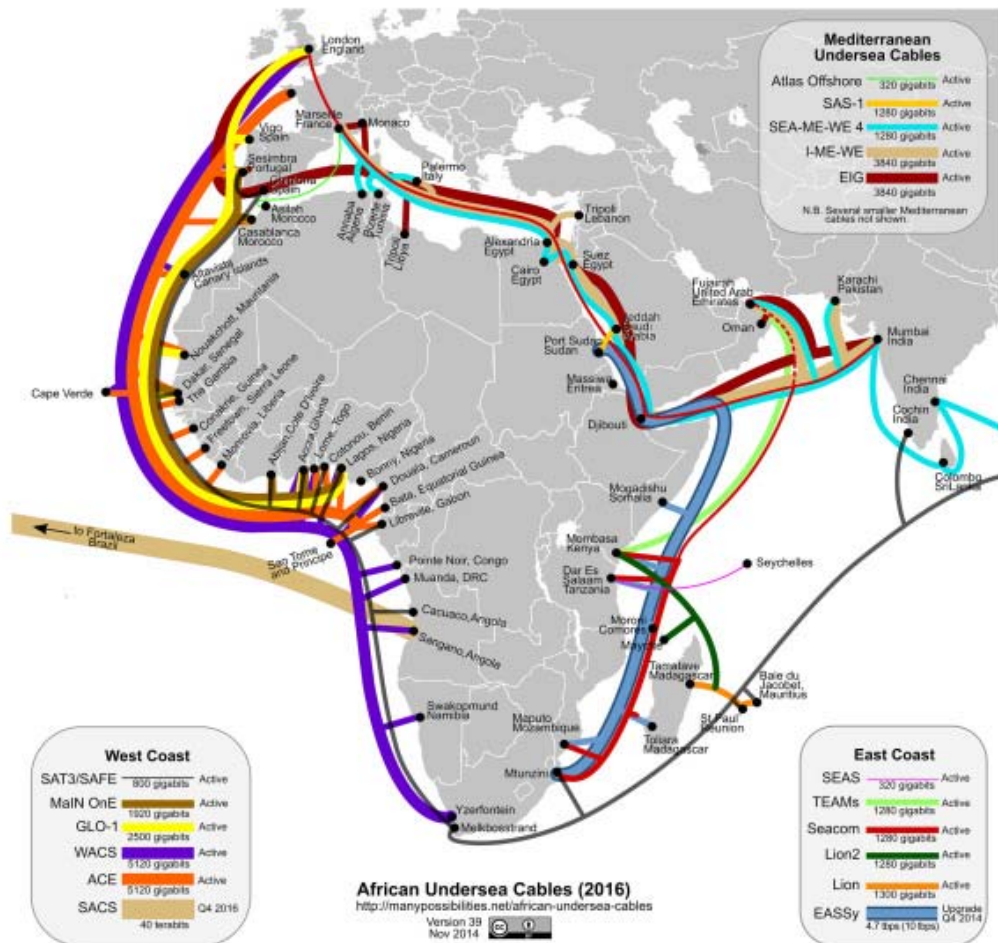 London
England
Mediterranean
Undersea Cables
Atlas Offshore
320 gigabits
Active
SAS-1
1280 gigabits
Active
SEA-ME-WE 4
1280 gigabits
Active
I-ME-WE
3840 gigabits
Active
EIG
3840 gigabits
Active
N.B. Several smaller Mediterranean
cables not shown.
Marseille
France
Monaco
Vigo
Spain
Sesimbra
Portugal
Spain
Palermo
Italy
Asilah
Morocco
Casablanca
Morocco
Annaba
Algeria
Bizerte
Tunisia
Tripoli
Libya
Tripoli
Lebanon
Alexandria
Egypt
Cairo
Egypt
Suez
Egypt
Altavista
Canary Islands
Fujairah
United Arab
Emirates
Oman
Karachi
Pakistan
Mumbai
India
Jeddah
Saudi
Arabia
Port Sudan
Sudan
Nouakchott, Mauritania
Dakar, Senegal
The Gambia
Cape Verde
Conakrie, Guinea
Freetown, Sierra Leone
Monrovia, Liberia
Abijan, Cote D'Ivoire
Accra, Ghana
Lome, Togo
Cotonou, Benin
Lagos, Nigeria
Bonny, Nigeria
Douala, Cameroun
Bata, Equatorial Guinea
Libreville, Gabon
Massiwa
Eritrea
Djibouti
Chennai
India
Cochin
India
Colombo
Sri Lanka
Mogadishu
Somalia
to Fortaleza
Brazil
Sao Tome
and Principe
Pointe Noir, Congo
Muanda, DRC
Cacuaco, Angola
Sangano, Angola
Mombasa
Kenya
Dar Es
Salaam
Tanzania
Seychelles
Moroni
Comores
Mayotte
Tamatave
Madagascar
Baie du
Jacobet,
Mauritius
St Paul
Reunion
Swakopmund
Namibia
Maputo
Mozambique
Toliara
Madagascar
Mtunzini
Yzerfontein
Melkbosstrand
West Coast
SAT3/SAFE
800 gigabits
Active
MaIN OnE
1920 gigabits
Active
GLO-1
2500 gigabits
Active
WACS
5120 gigabits
Active
ACE
5120 gigabits
Active
SACS
40 terabits
Q4 2016
East Coast
SEAS
320 gigabits
Active
TEAMs
1280 gigabits
Active
Seacom
1280 gigabits
Active
Lion2
1280 gigabits
Active
Lion
1300 gigabits
Active
EASSy
4.7 tbps (10 tbps)
Upgrade
Q4 2014
African Undersea Cables (2016)
http://manypossibilities.net/african-undersea-cables
Version 39
Nov 2014
cc
BY